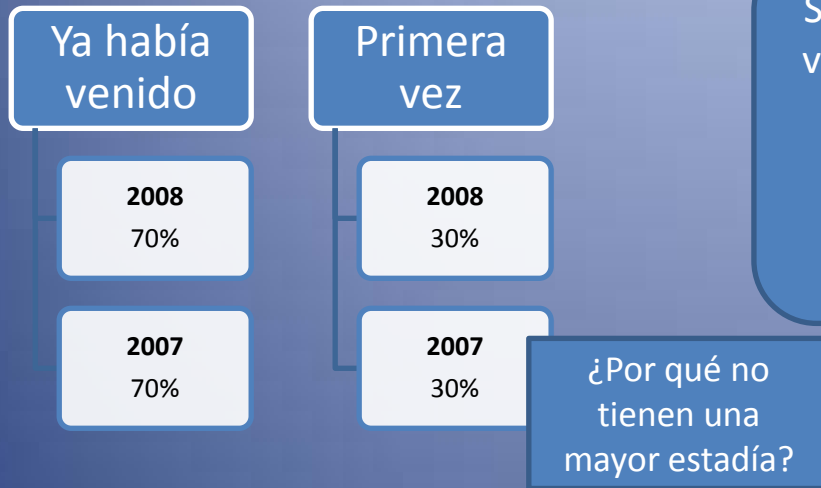 Ya había
venido
2008
70%
2007
70%
Primera
vez
2008
30%
2007
30%
¿Por qué no
tienen una
mayor estadía?